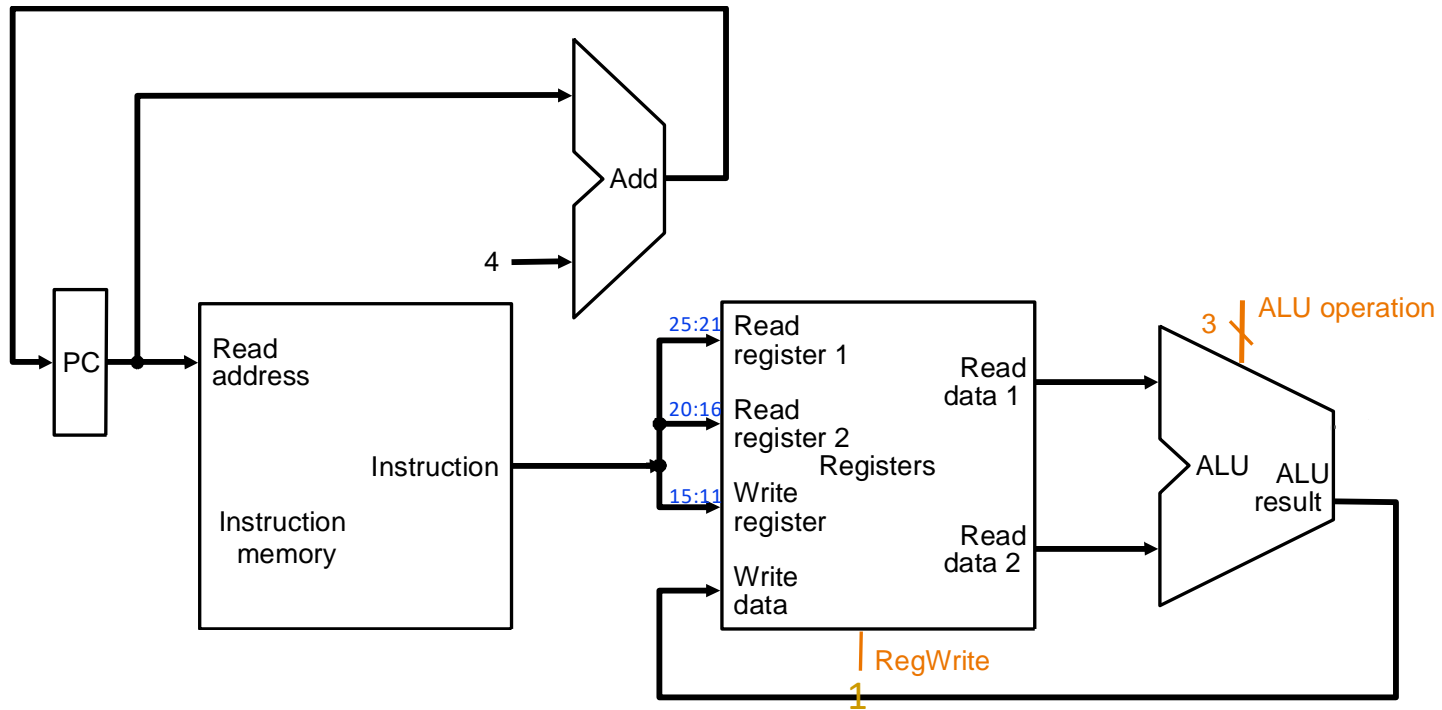 Add
4
PC
Read
address
Instruction
Instruction
memory
25:21
Read
register 1
20:16
Read
register 2
15:11
Write
register
Write
data
Registers
Read
data 1
Read
data 2
RegWrite
1
3
ALU operation
ALU
ALU
result